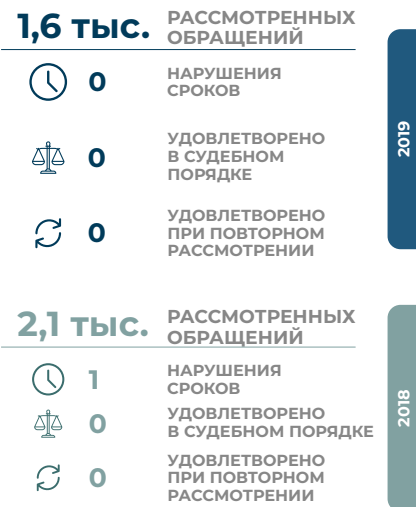 1,6 тыс.
РАССМОТРЕННЫХ
ОБРАЩЕНИЙ
0
НАРУШЕНИЯ
СРОКОВ
0
УДОВЛЕТВОРЕНО
В СУДЕБНОМ
ПОРЯДКЕ
0
УДОВЛЕТВОРЕНО
ПРИ ПОВТОРНОМ
РАССМОТРЕНИИ
2019
2,1 тыс.
РАССМОТРЕННЫХ
ОБРАЩЕНИЙ
1
НАРУШЕНИЯ
СРОКОВ
0
УДОВЛЕТВОРЕНО
В СУДЕБНОМ ПОРЯДКЕ
0
УДОВЛЕТВОРЕНО
ПРИ ПОВТОРНОМ
РАССМОТРЕНИИ
2018